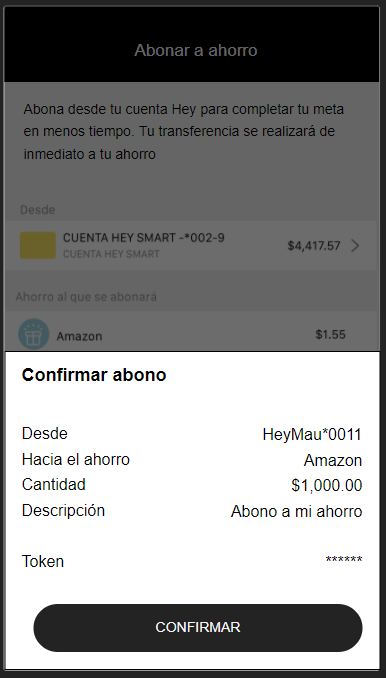 Abonar a ahorro
Abona desde tu cuenta Hey para completar tu meta
en menos tiempo. Tu transferencia se realizará de
inmediato a tu ahorro
Desde
CUENTA HEY SMART -*002-9 $4,417.57
CUENTA HEY SMART
Ahorro al que se abonará
Amazon $1.55
Confirmar abono
Desde HeyMau*0011
Hacia el ahorro Amazon
Cantidad $1,000.00
Descripción Abono a mi ahorro
Token ******
CONFIRMAR